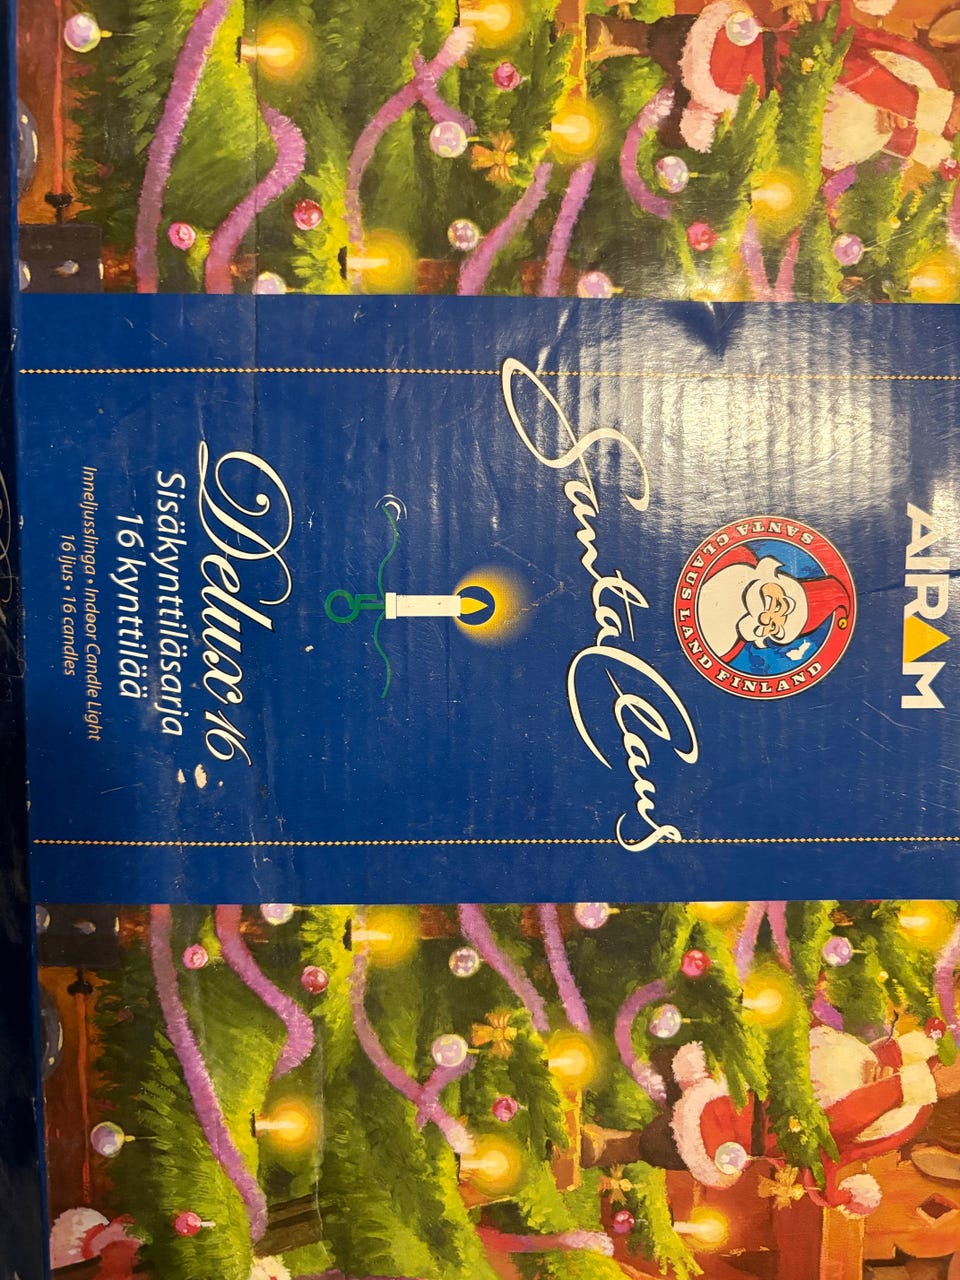 AIRAM
SANTA CLAUS LAND FINLAND
Santa Claus
Delux 16
Sisäkynttiläsarja
16 kynttilää
Inneljusslinga • Indoor Candle Light
16 ljus • 16 candles